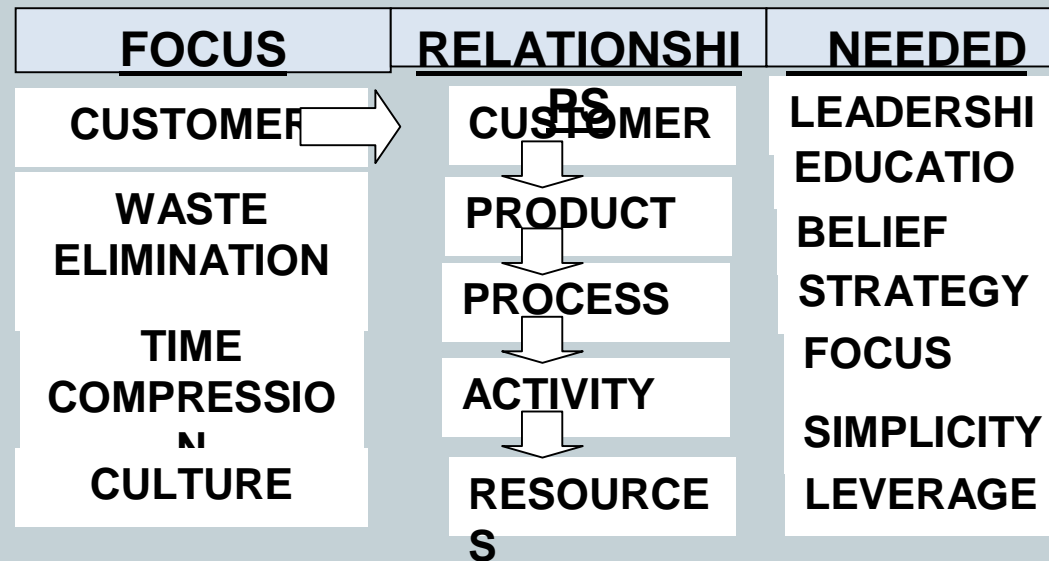 FOCUS
CUSTOMER
WASTE
ELIMINATION
TIME
COMPRESSIO
N
CULTURE
RELATIONSHI
PS
CUSTOMER
PRODUCT
PROCESS
ACTIVITY
RESOURCE
S
NEEDED
LEADERSHI
EDUCATIO
BELIEF
STRATEGY
FOCUS
SIMPLICITY
LEVERAGE